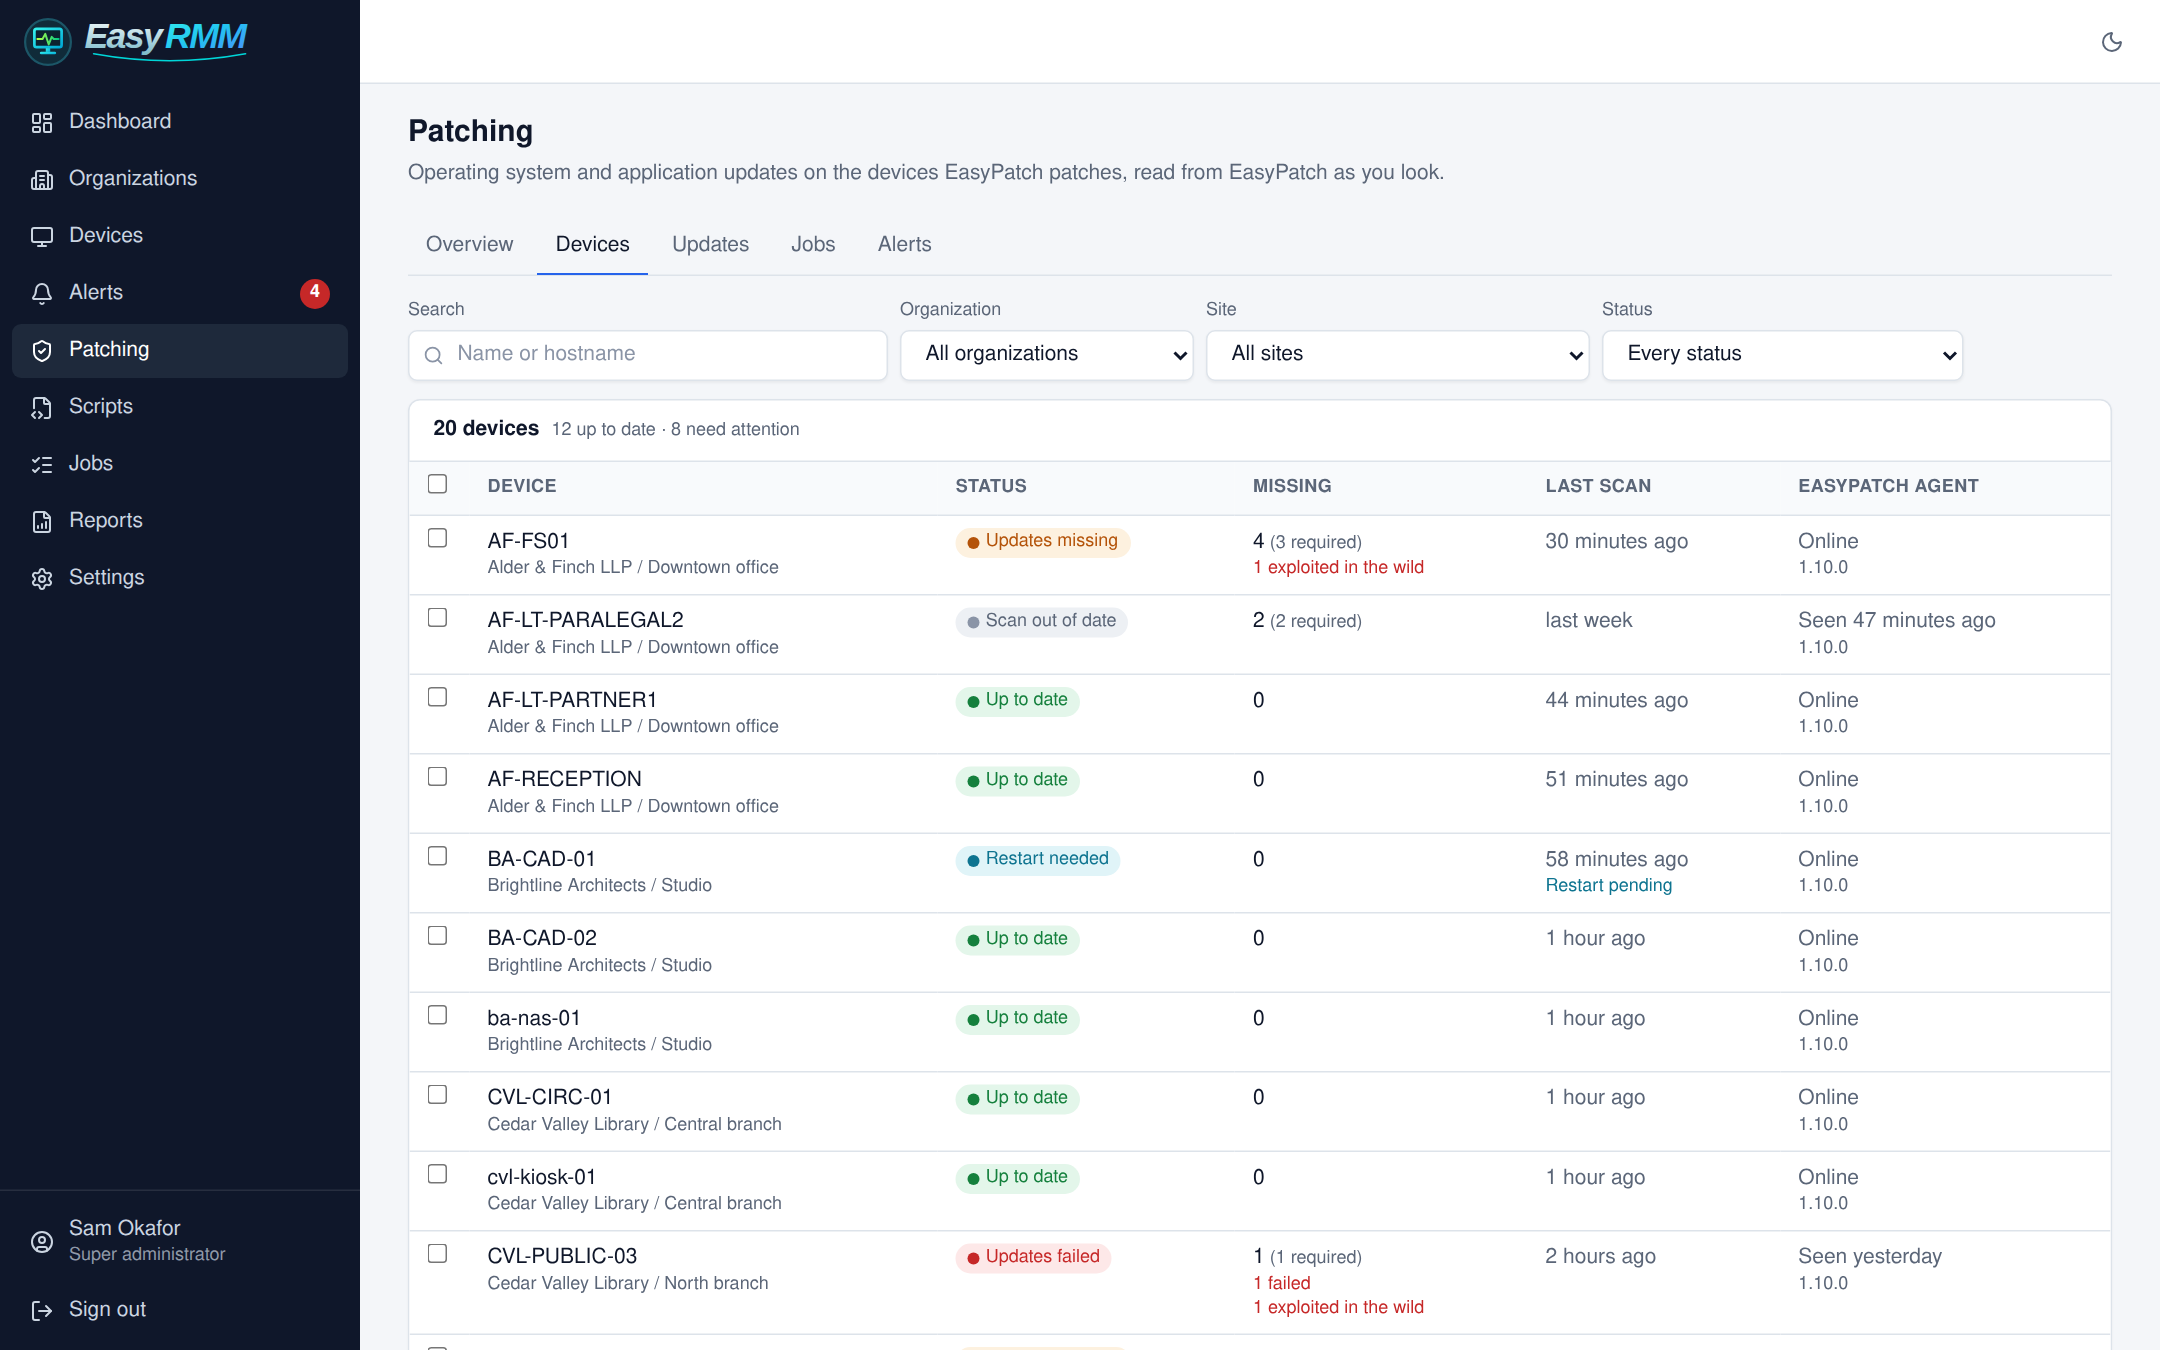 EasyRMM
Dashboard
Organizations
Devices
Alerts
4
Patching
Scripts
Jobs
Reports
Settings
Sam Okafor
Super administrator
Sign out
Patching
Operating system and application updates on the devices EasyPatch patches, read from EasyPatch as you look.
Overview Devices Updates Jobs Alerts
Search Organization Site Status
Name or hostname All organizations All sites Every status
20 devices 12 up to date · 8 need attention
DEVICE STATUS MISSING LAST SCAN EASYPATCH AGENT
AF-FS01 Updates missing 4 (3 required) 30 minutes ago Online
Alder & Finch LLP / Downtown office 1 exploited in the wild 1.10.0
AF-LT-PARALEGAL2 Scan out of date 2 (2 required) last week Seen 47 minutes ago
Alder & Finch LLP / Downtown office 1.10.0
AF-LT-PARTNER1 Up to date 0 44 minutes ago Online
Alder & Finch LLP / Downtown office 1.10.0
AF-RECEPTION Up to date 0 51 minutes ago Online
Alder & Finch LLP / Downtown office 1.10.0
BA-CAD-01 Restart needed 0 58 minutes ago Online
Brightline Architects / Studio Restart pending 1.10.0
BA-CAD-02 Up to date 0 1 hour ago Online
Brightline Architects / Studio 1.10.0
ba-nas-01 Up to date 0 1 hour ago Online
Brightline Architects / Studio 1.10.0
CVL-CIRC-01 Up to date 0 1 hour ago Online
Cedar Valley Library / Central branch 1.10.0
cvl-kiosk-01 Up to date 0 1 hour ago Online
Cedar Valley Library / Central branch 1.10.0
CVL-PUBLIC-03 Updates failed 1 (1 required) 2 hours ago Seen yesterday
Cedar Valley Library / North branch 1 failed 1.10.0
1 exploited in the wild